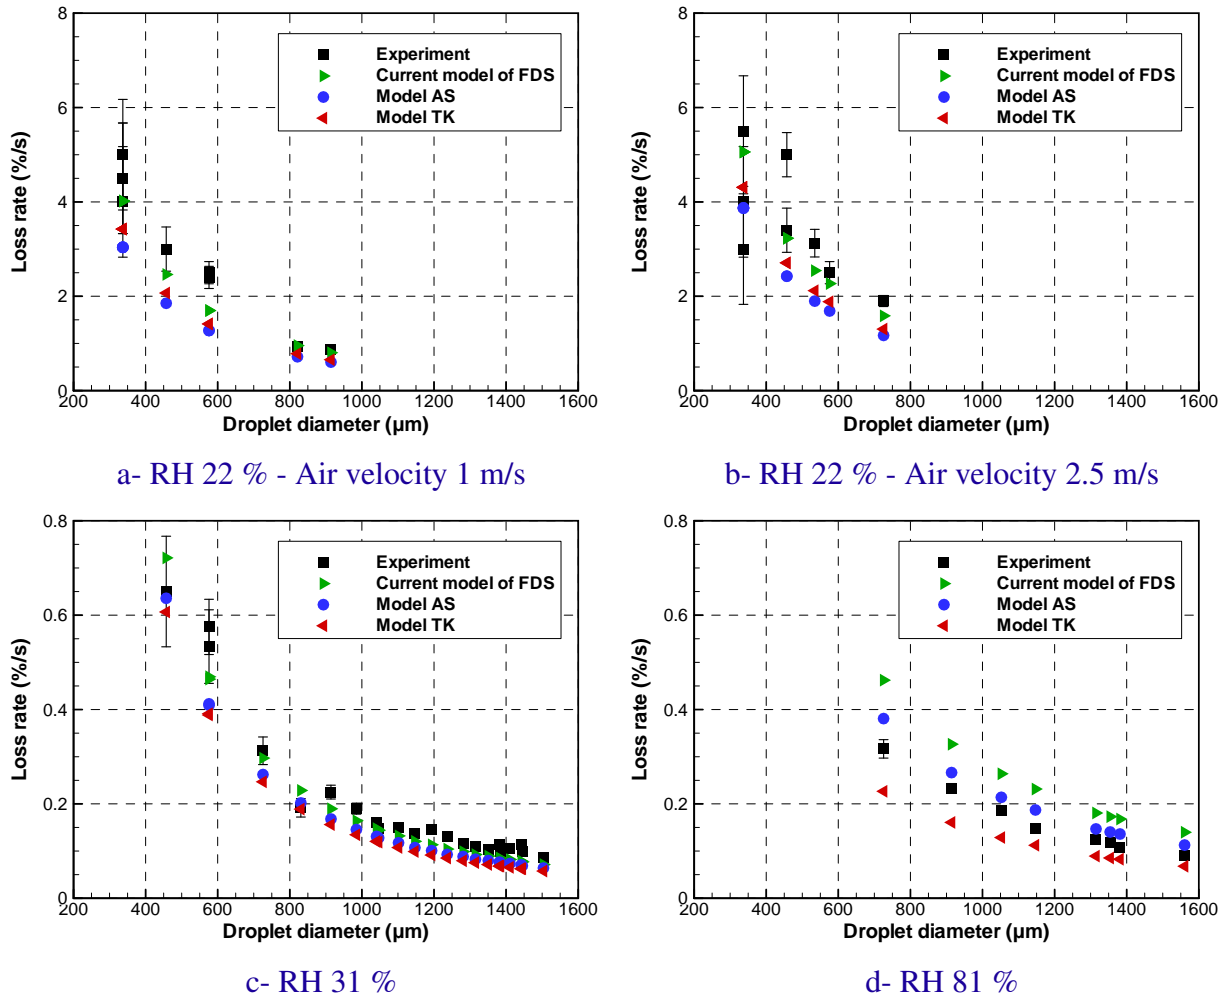 8
6
4
2
0
Loss rate (%/s)
200 400 600 800 1000 1200 1400 1600
Droplet diameter (μm)
Experiment
Current model of FDS
Model AS
Model TK
a- RH 22 % - Air velocity 1 m/s
8
6
4
2
0
Loss rate (%/s)
200 400 600 800 1000 1200 1400 1600
Droplet diameter (μm)
Experiment
Current model of FDS
Model AS
Model TK
b- RH 22 % - Air velocity 2.5 m/s
0.8
0.6
0.4
0.2
0
Loss rate (%/s)
200 400 600 800 1000 1200 1400 1600
Droplet diameter (μm)
Experiment
Current model of FDS
Model AS
Model TK
c- RH 31 %
0.8
0.6
0.4
0.2
0
Loss rate (%/s)
200 400 600 800 1000 1200 1400 1600
Droplet diameter (μm)
Experiment
Current model of FDS
Model AS
Model TK
d- RH 81 %